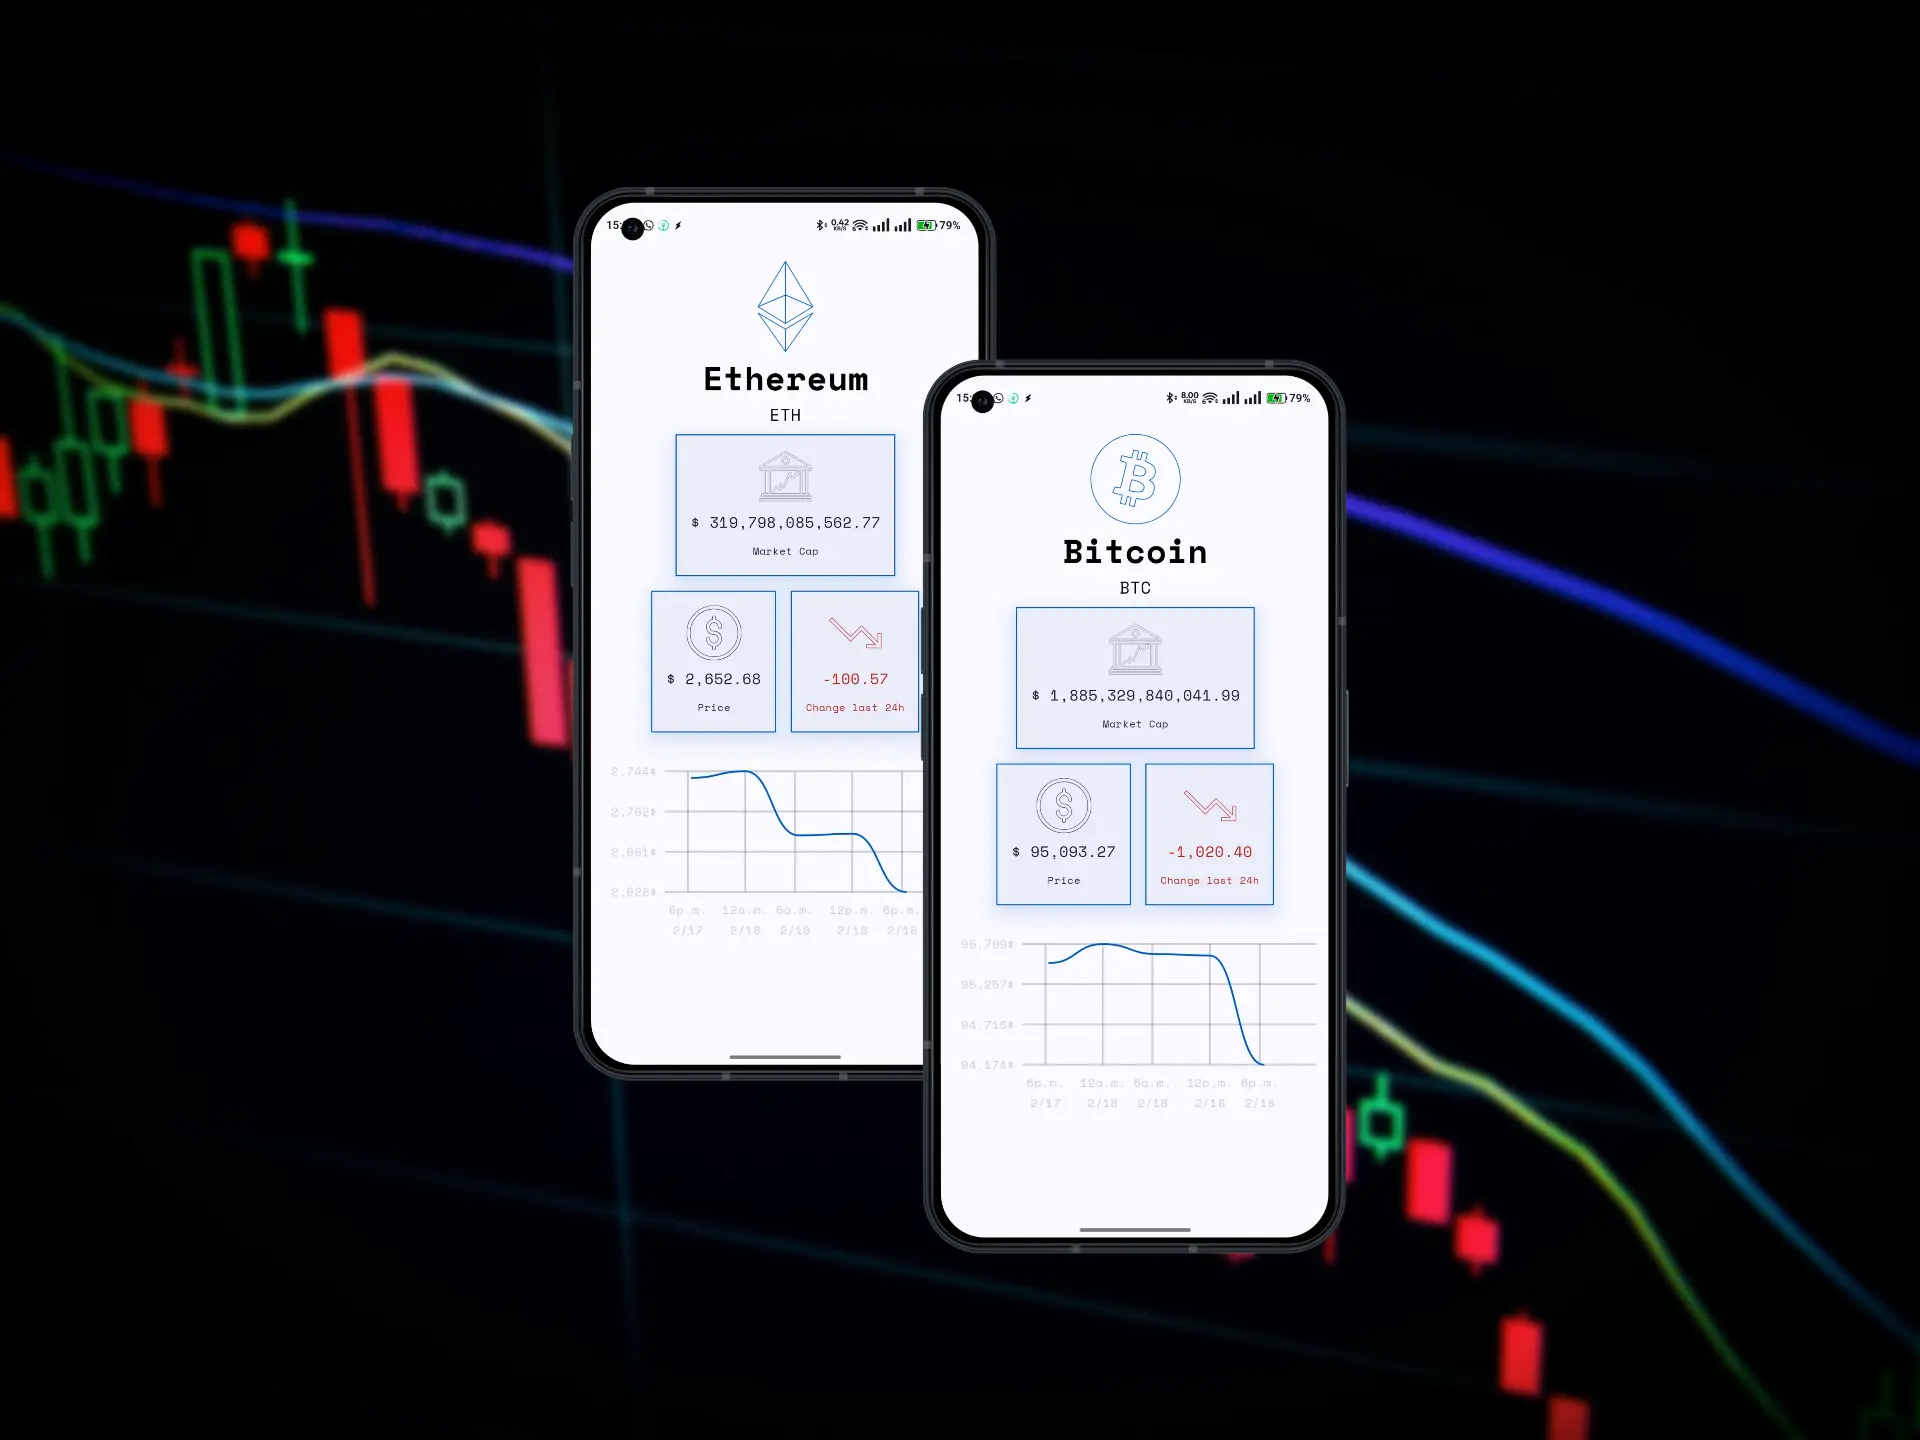 0.42
KB/S
79%
Ethereum
ETH
$ 319,798,085,562.77
Market Cap
$ 2,652.68
Price
-100.57
Change last 24h
2.744$
2.702$
2.661$
2.620$
6p.m. 12a.m. 6a.m. 12p.m. 6p.m.
2/17 2/18 2/18 2/18 2/18
8.00
KB/S
79%
Bitcoin
BTC
$ 1,885,329,840,041.99
Market Cap
$ 95,093.27
Price
-1,020.40
Change last 24h
95,799$
95,257$
94,716$
94,174$
6p.m. 12a.m. 6a.m. 12p.m. 6p.m.
2/17 2/18 2/18 2/18 2/18